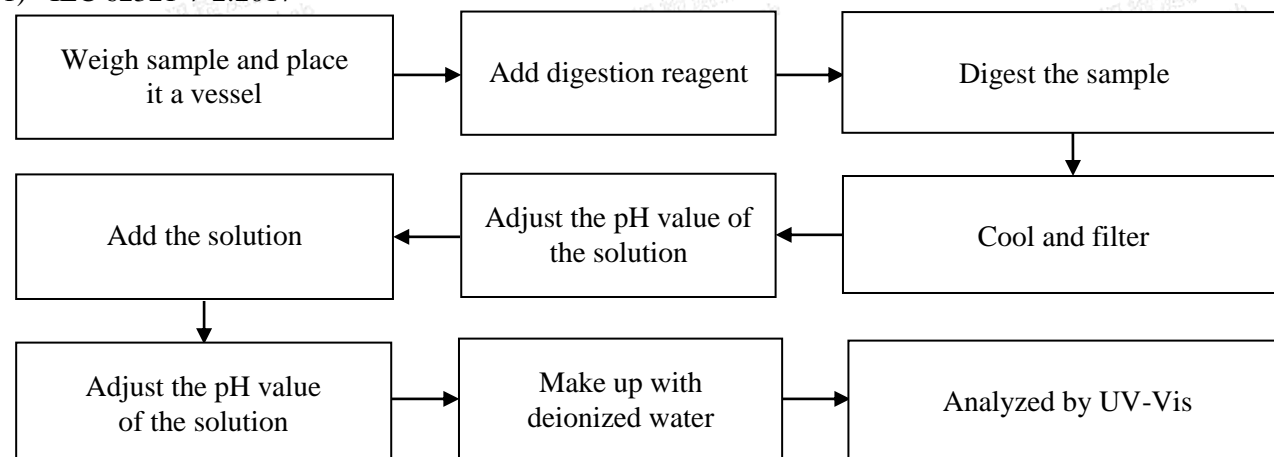 Weigh sample and place
it a vessel
Add digestion reagent
Digest the sample
Cool and filter
Adjust the pH value of
the solution
Add the solution
Adjust the pH value
of the solution
Make up with
deionized water
Analyzed by UV-Vis